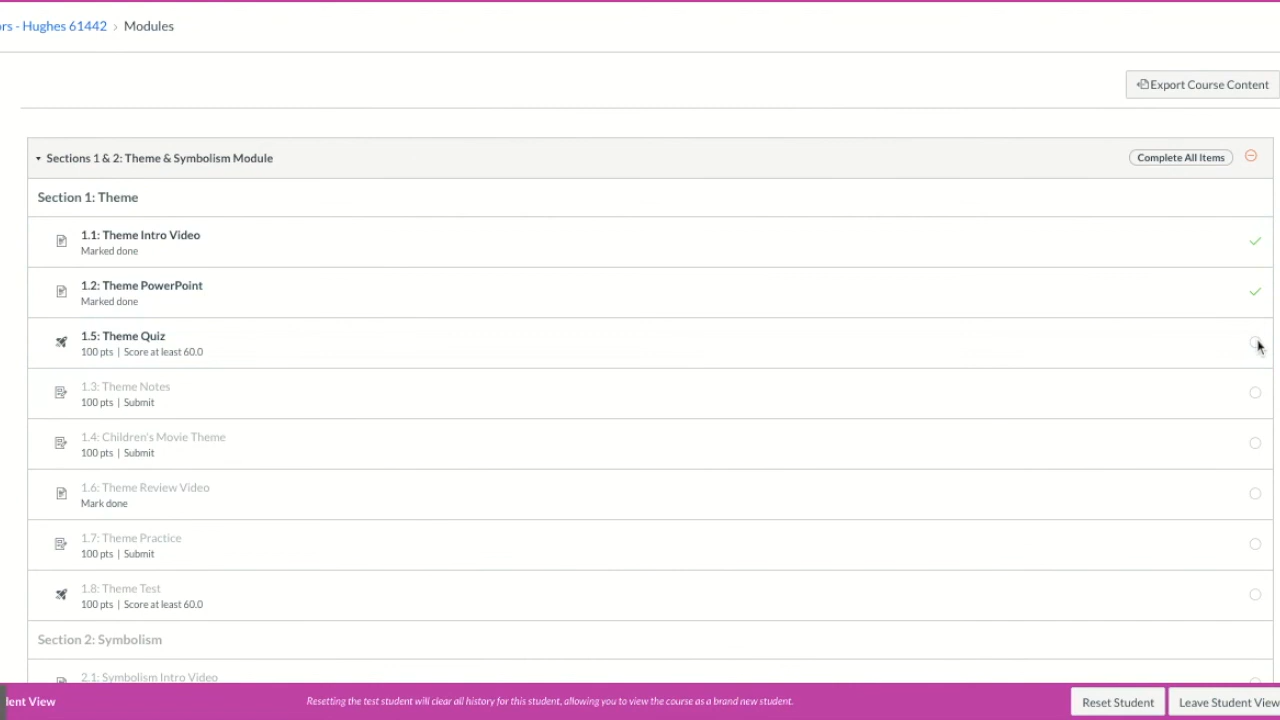 ors - Hughes 61442 › Modules
Export Course Content
Sections 1 & 2: Theme & Symbolism Module
Complete All Items
Section 1: Theme
1.1: Theme Intro Video
Marked done
1.2: Theme PowerPoint
Marked done
1.5: Theme Quiz
100 pts | Score at least 60.0
1.3: Theme Notes
100 pts | Submit
1.4: Children's Movie Theme
100 pts | Submit
1.6: Theme Review Video
Mark done
1.7: Theme Practice
100 pts | Submit
1.8: Theme Test
100 pts | Score at least 60.0
Section 2: Symbolism
2.1: Symbolism Intro Video
dent View
Resetting the test student will clear all history for this student, allowing you to view the course as a brand new student.
Reset Student
Leave Student View